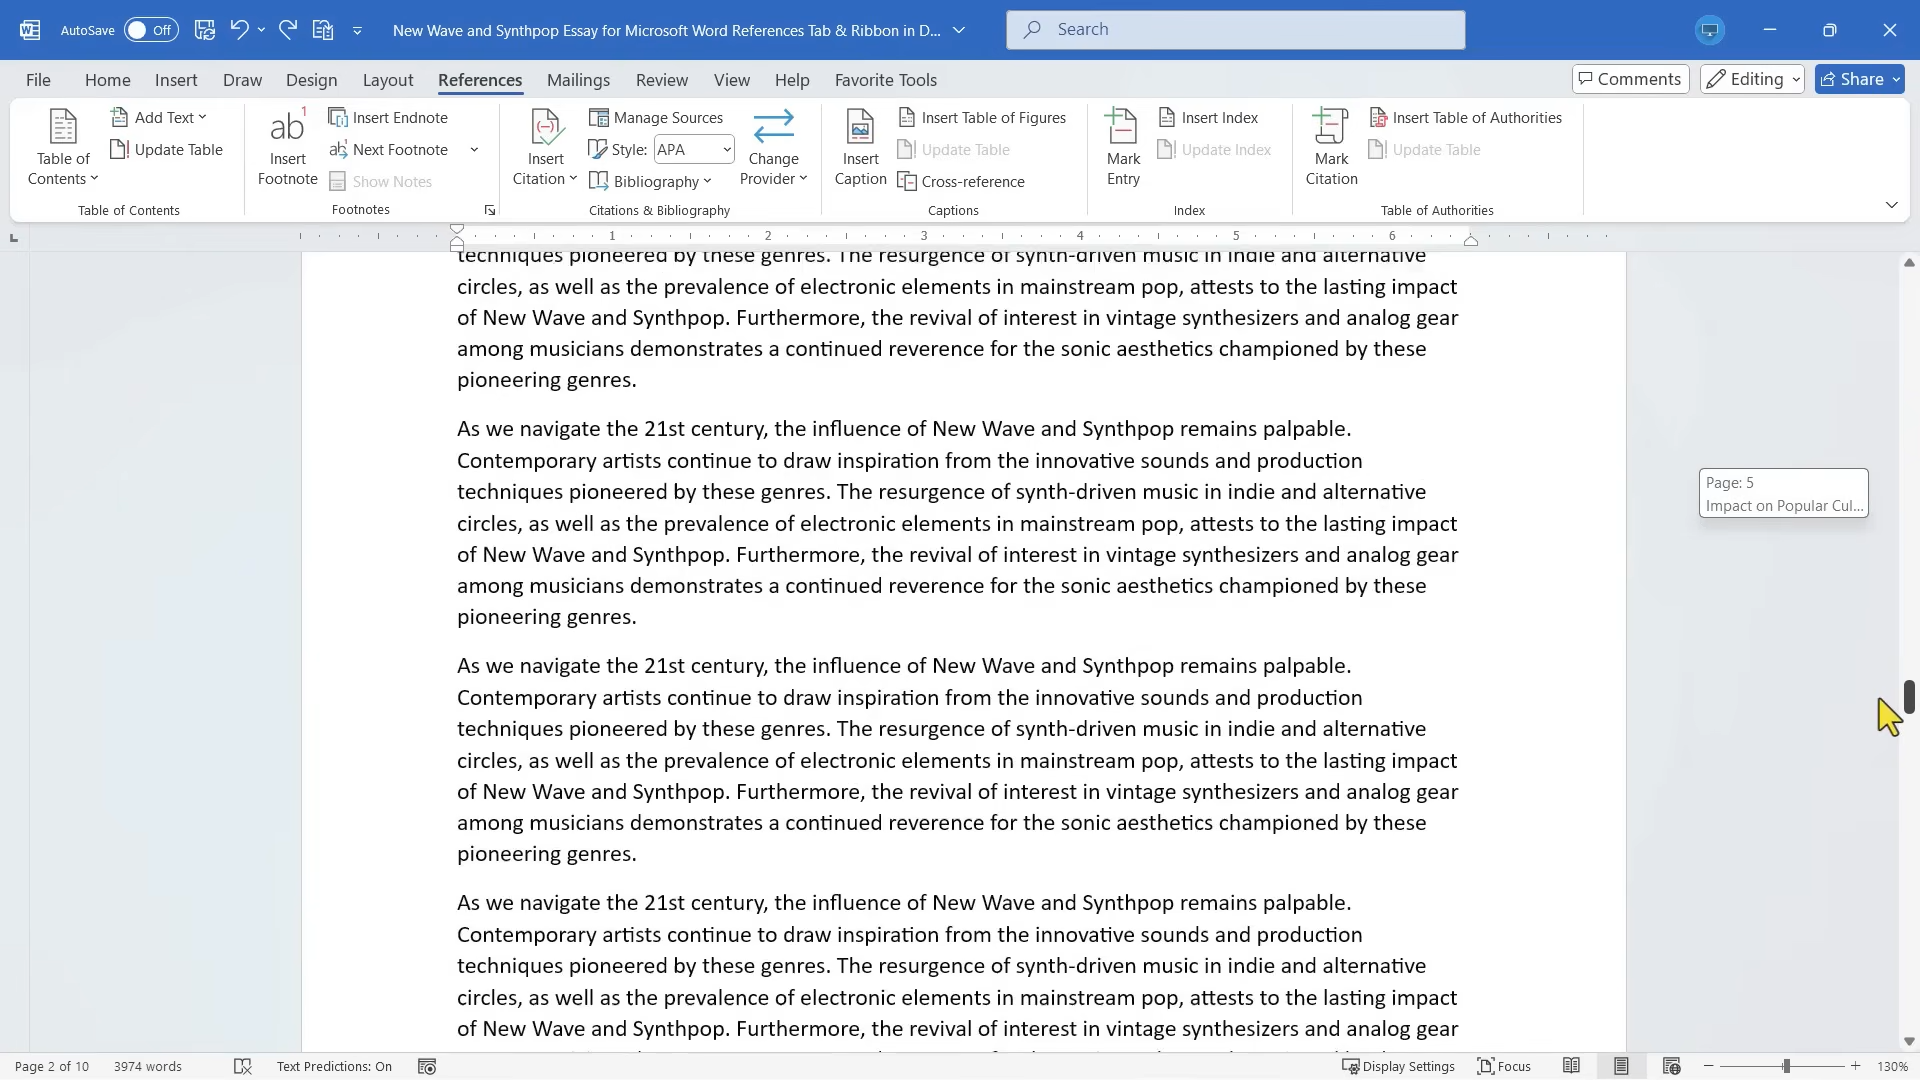 AutoSave Off New Wave and Synthpop Essay for Microsoft Word References Tab & Ribbon in D... Search
File Home Insert Draw Design Layout References Mailings Review View Help Favorite Tools Comments Editing Share
Table of Contents
Add Text
Update Table
Table of Contents
ab1
Insert Footnote
Insert Endnote
Next Footnote
Show Notes
Footnotes
Insert Citation
Manage Sources
Style: APA
Bibliography
Change Provider
Citations & Bibliography
Insert Caption
Insert Table of Figures
Update Table
Cross-reference
Captions
Mark Entry
Insert Index
Update Index
Index
Mark Citation
Insert Table of Authorities
Update Table
Table of Authorities
1 2 3 4 5 6
techniques pioneered by these genres. The resurgence of synth-driven music in indie and alternative
circles, as well as the prevalence of electronic elements in mainstream pop, attests to the lasting impact
of New Wave and Synthpop. Furthermore, the revival of interest in vintage synthesizers and analog gear
among musicians demonstrates a continued reverence for the sonic aesthetics championed by these
pioneering genres.
As we navigate the 21st century, the influence of New Wave and Synthpop remains palpable.
Contemporary artists continue to draw inspiration from the innovative sounds and production
techniques pioneered by these genres. The resurgence of synth-driven music in indie and alternative
circles, as well as the prevalence of electronic elements in mainstream pop, attests to the lasting impact
of New Wave and Synthpop. Furthermore, the revival of interest in vintage synthesizers and analog gear
among musicians demonstrates a continued reverence for the sonic aesthetics championed by these
pioneering genres.
As we navigate the 21st century, the influence of New Wave and Synthpop remains palpable.
Contemporary artists continue to draw inspiration from the innovative sounds and production
techniques pioneered by these genres. The resurgence of synth-driven music in indie and alternative
circles, as well as the prevalence of electronic elements in mainstream pop, attests to the lasting impact
of New Wave and Synthpop. Furthermore, the revival of interest in vintage synthesizers and analog gear
among musicians demonstrates a continued reverence for the sonic aesthetics championed by these
pioneering genres.
As we navigate the 21st century, the influence of New Wave and Synthpop remains palpable.
Contemporary artists continue to draw inspiration from the innovative sounds and production
techniques pioneered by these genres. The resurgence of synth-driven music in indie and alternative
circles, as well as the prevalence of electronic elements in mainstream pop, attests to the lasting impact
of New Wave and Synthpop. Furthermore, the revival of interest in vintage synthesizers and analog gear
Page: 5
Impact on Popular Cul...
Page 2 of 10 3974 words Text Predictions: On Display Settings Focus 130%